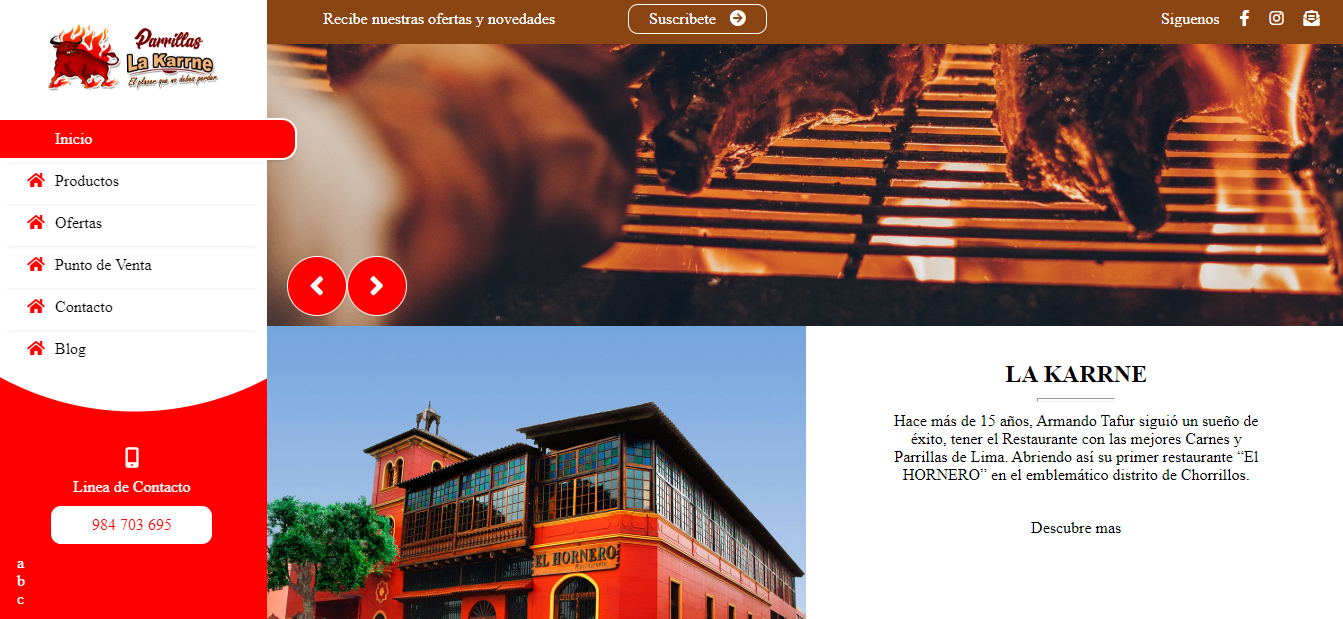 Parrillas
La Karrne
El placer que no debes perder
Recibe nuestras ofertas y novedades
Suscribete
Siguenos
Inicio
Productos
Ofertas
Punto de Venta
Contacto
Blog
Linea de Contacto
984 703 695
a
b
c
EL HORNERO
Restaurante
LA KARRNE
Hace más de 15 años, Armando Tafur siguió un sueño de
éxito, tener el Restaurante con las mejores Carnes y
Parrillas de Lima. Abriendo así su primer restaurante “El
HORNERO” en el emblemático distrito de Chorrillos.
Descubre mas